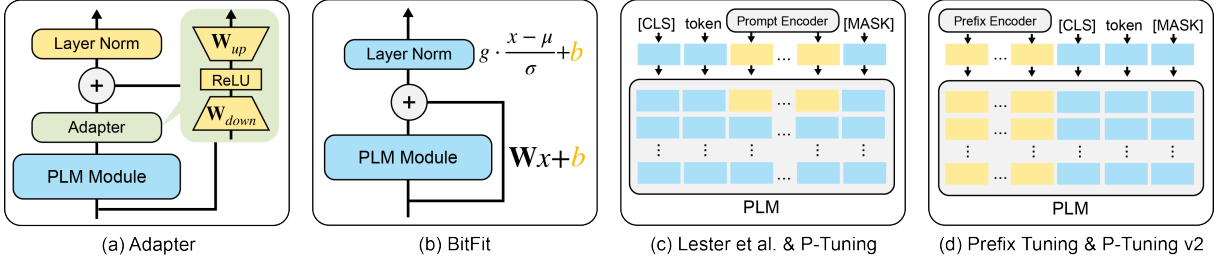 Layer Norm
+
Adapter
PLM Module
W_up
ReLU
W_down
(a) Adapter
Layer Norm
g · (x − μ)/σ + b
+
PLM Module
Wx+b
(b) BitFit
[CLS] token Prompt Encoder [MASK]
...
...
⋮ ⋮ ⋮ ⋮ ⋮
...
PLM
(c) Lester et al. & P-Tuning
Prefix Encoder [CLS] token [MASK]
...
...
...
⋮ ⋮ ⋮ ⋮ ⋮
...
PLM
(d) Prefix Tuning & P-Tuning v2